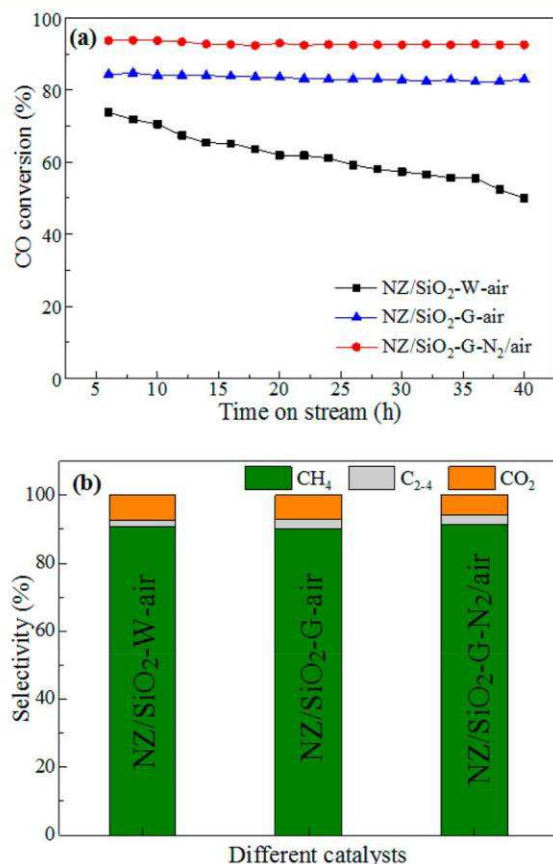 (a)
100
80
60
40
20
0
CO conversion (%)
NZ/SiO₂-W-air
NZ/SiO₂-G-air
NZ/SiO₂-G-N₂/air
5 10 15 20 25 30 35 40
Time on stream (h)
(b)
CH₄ C₂₋₄ CO₂
100
80
60
40
20
0
Selectivity (%)
NZ/SiO₂-W-air
NZ/SiO₂-G-air
NZ/SiO₂-G-N₂/air
Different catalysts